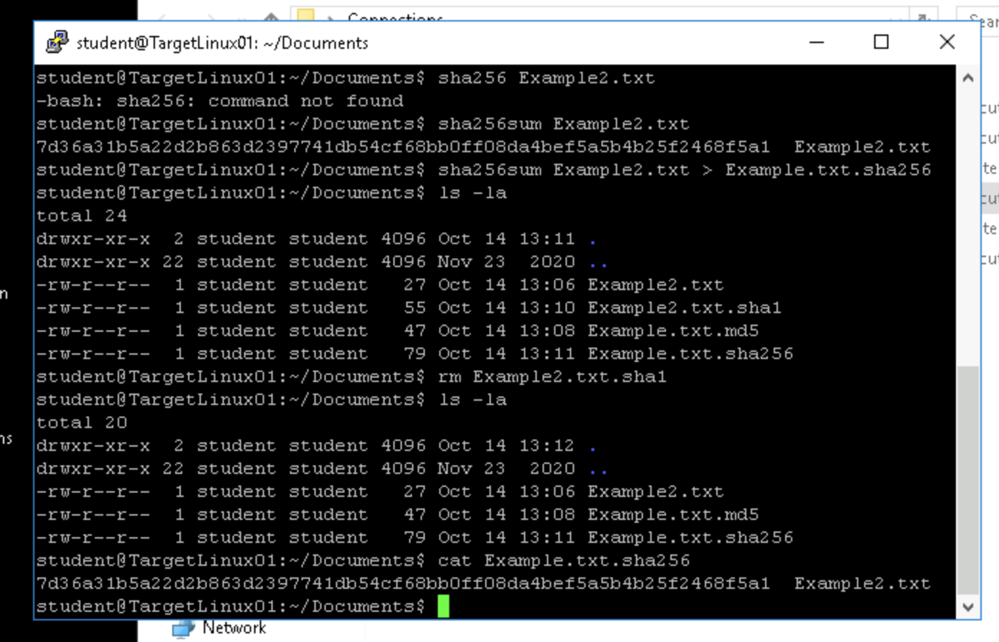 Connections
student@TargetLinux01: ~/Documents
student@TargetLinux01:~/Documents$ sha256 Example2.txt
-bash: sha256: command not found
student@TargetLinux01:~/Documents$ sha256sum Example2.txt
7d36a31b5a22d2b863d2397741db54cf68bb0ff08da4bef5a5b4b25f2468f5a1  Example2.txt
student@TargetLinux01:~/Documents$ sha256sum Example2.txt > Example.txt.sha256
student@TargetLinux01:~/Documents$ ls -la
total 24
drwxr-xr-x  2 student student 4096 Oct 14 13:11 .
drwxr-xr-x 22 student student 4096 Nov 23  2020 ..
-rw-r--r--  1 student student   27 Oct 14 13:06 Example2.txt
-rw-r--r--  1 student student   55 Oct 14 13:10 Example2.txt.sha1
-rw-r--r--  1 student student   47 Oct 14 13:08 Example.txt.md5
-rw-r--r--  1 student student   79 Oct 14 13:11 Example.txt.sha256
student@TargetLinux01:~/Documents$ rm Example2.txt.sha1
student@TargetLinux01:~/Documents$ ls -la
total 20
drwxr-xr-x  2 student student 4096 Oct 14 13:12 .
drwxr-xr-x 22 student student 4096 Nov 23  2020 ..
-rw-r--r--  1 student student   27 Oct 14 13:06 Example2.txt
-rw-r--r--  1 student student   47 Oct 14 13:08 Example.txt.md5
-rw-r--r--  1 student student   79 Oct 14 13:11 Example.txt.sha256
student@TargetLinux01:~/Documents$ cat Example.txt.sha256
7d36a31b5a22d2b863d2397741db54cf68bb0ff08da4bef5a5b4b25f2468f5a1  Example2.txt
student@TargetLinux01:~/Documents$
Network